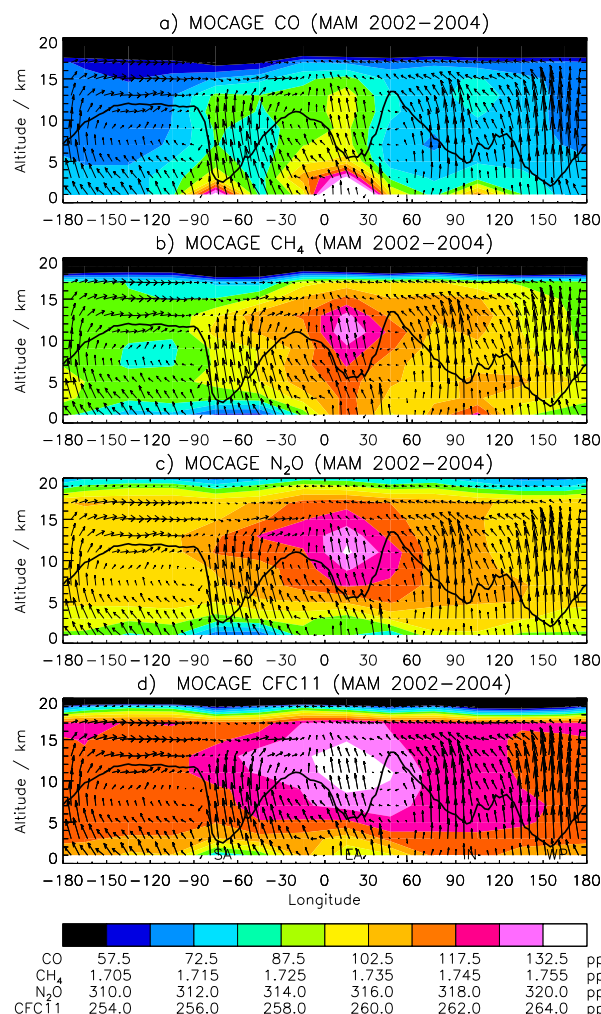 a) MOCAGE CO (MAM 2002−2004)
20
15
10
5
0
Altitude / km
−180 −150 −120 −90 −60 −30 0 30 60 90 120 150 180
b) MOCAGE CH4 (MAM 2002−2004)
20
15
10
5
0
Altitude / km
−180 −150 −120 −90 −60 −30 0 30 60 90 120 150 180
c) MOCAGE N2O (MAM 2002−2004)
20
15
10
5
0
Altitude / km
−180 −150 −120 −90 −60 −30 0 30 60 90 120 150 180
d) MOCAGE CFC11 (MAM 2002−2004)
20
15
10
5
0
Altitude / km
SA EA IN WP
−180 −150 −120 −90 −60 −30 0 30 60 90 120 150 180
Longitude
CO 57.5 72.5 87.5 102.5 117.5 132.5 pp
CH4 1.705 1.715 1.725 1.735 1.745 1.755 pp
N2O 310.0 312.0 314.0 316.0 318.0 320.0 pp
CFC11 254.0 256.0 258.0 260.0 262.0 264.0 pp